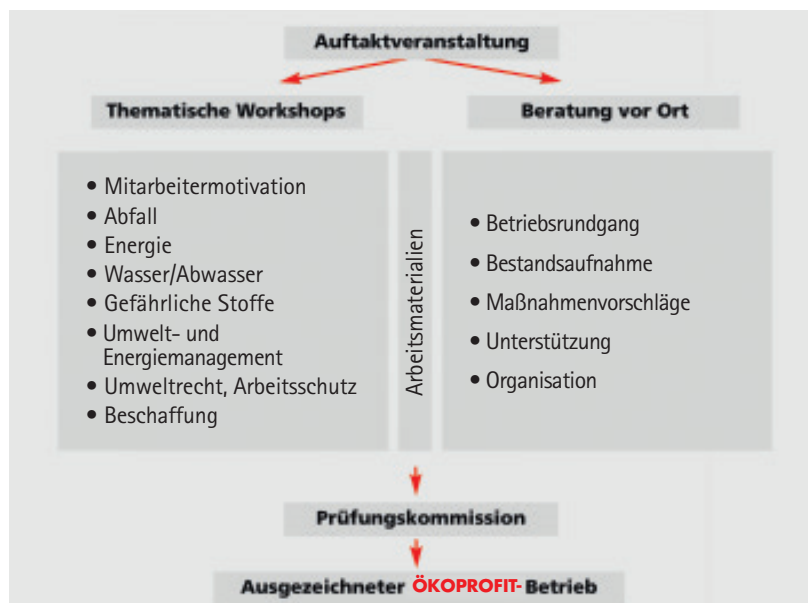 Auftaktveranstaltung
Thematische Workshops
Beratung vor Ort
• Mitarbeitermotivation
• Abfall
• Energie
• Wasser/Abwasser
• Gefährliche Stoffe
• Umwelt- und
Energiemanagement
• Umweltrecht, Arbeitsschutz
• Beschaffung
Arbeitsmaterialien
• Betriebsrundgang
• Bestandsaufnahme
• Maßnahmenvorschläge
• Unterstützung
• Organisation
Prüfungskommission
Ausgezeichneter ÖKOPROFIT-Betrieb